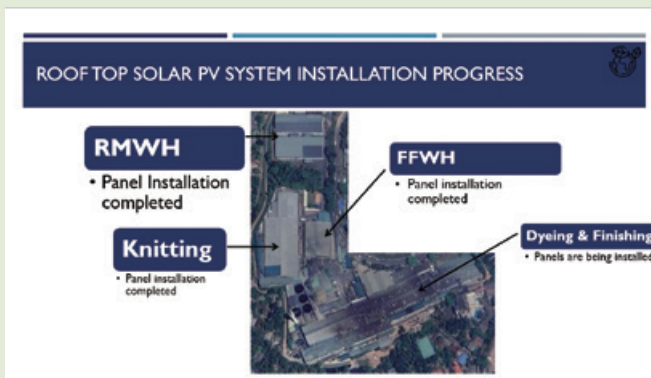 ROOF TOP SOLAR PV SYSTEM INSTALLATION PROGRESS
RMWH
• Panel Installation
completed
FFWH
• Panel installation
completed
Knitting
• Panel installation
completed
Dyeing & Finishing
• Panels are being installed